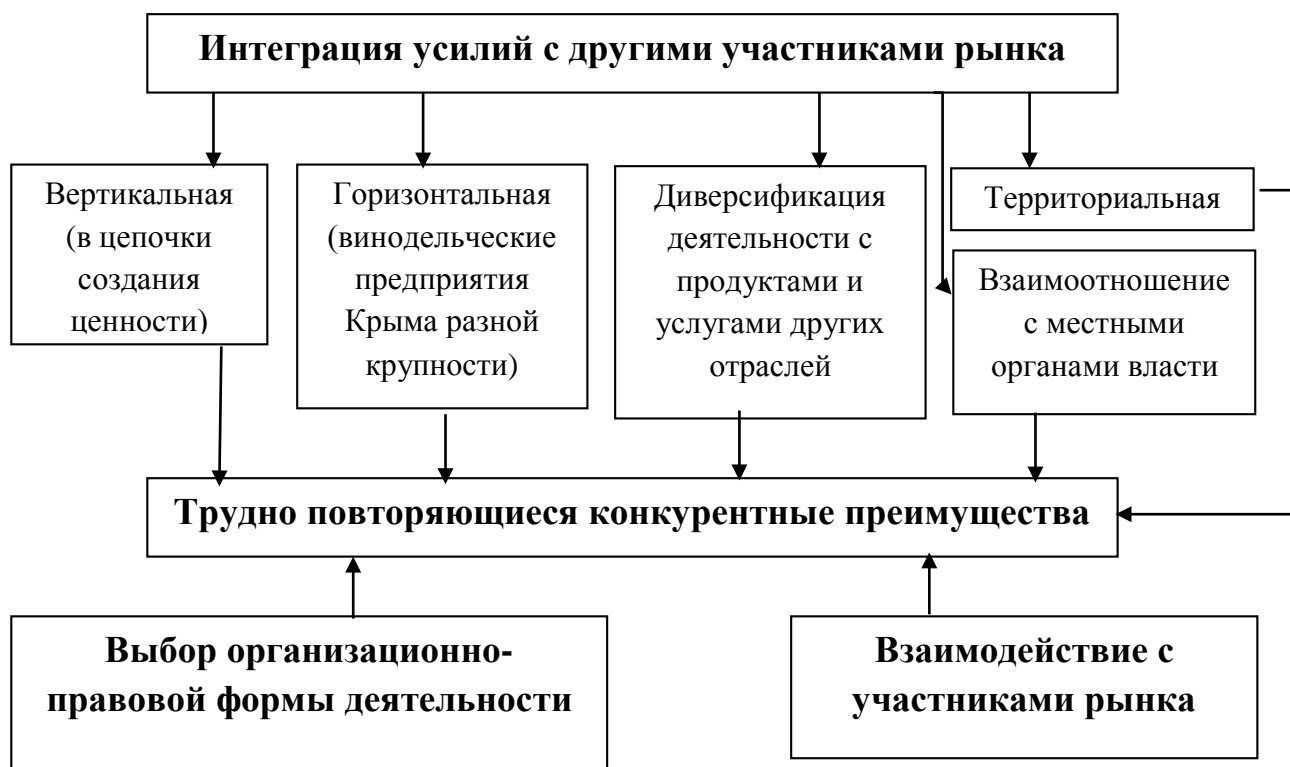 Интеграция усилий с другими участниками рынка
Вертикальная
(в цепочки
создания
ценности)
Горизонтальная
(винодельческие
предприятия
Крыма разной
крупности)
Диверсификация
деятельности с
продуктами и
услугами других
отраслей
Территориальная
Взаимоотношение
с местными
органами власти
Трудно повторяющиеся конкурентные преимущества
Выбор организационно-
правовой формы деятельности
Взаимодействие с
участниками рынка